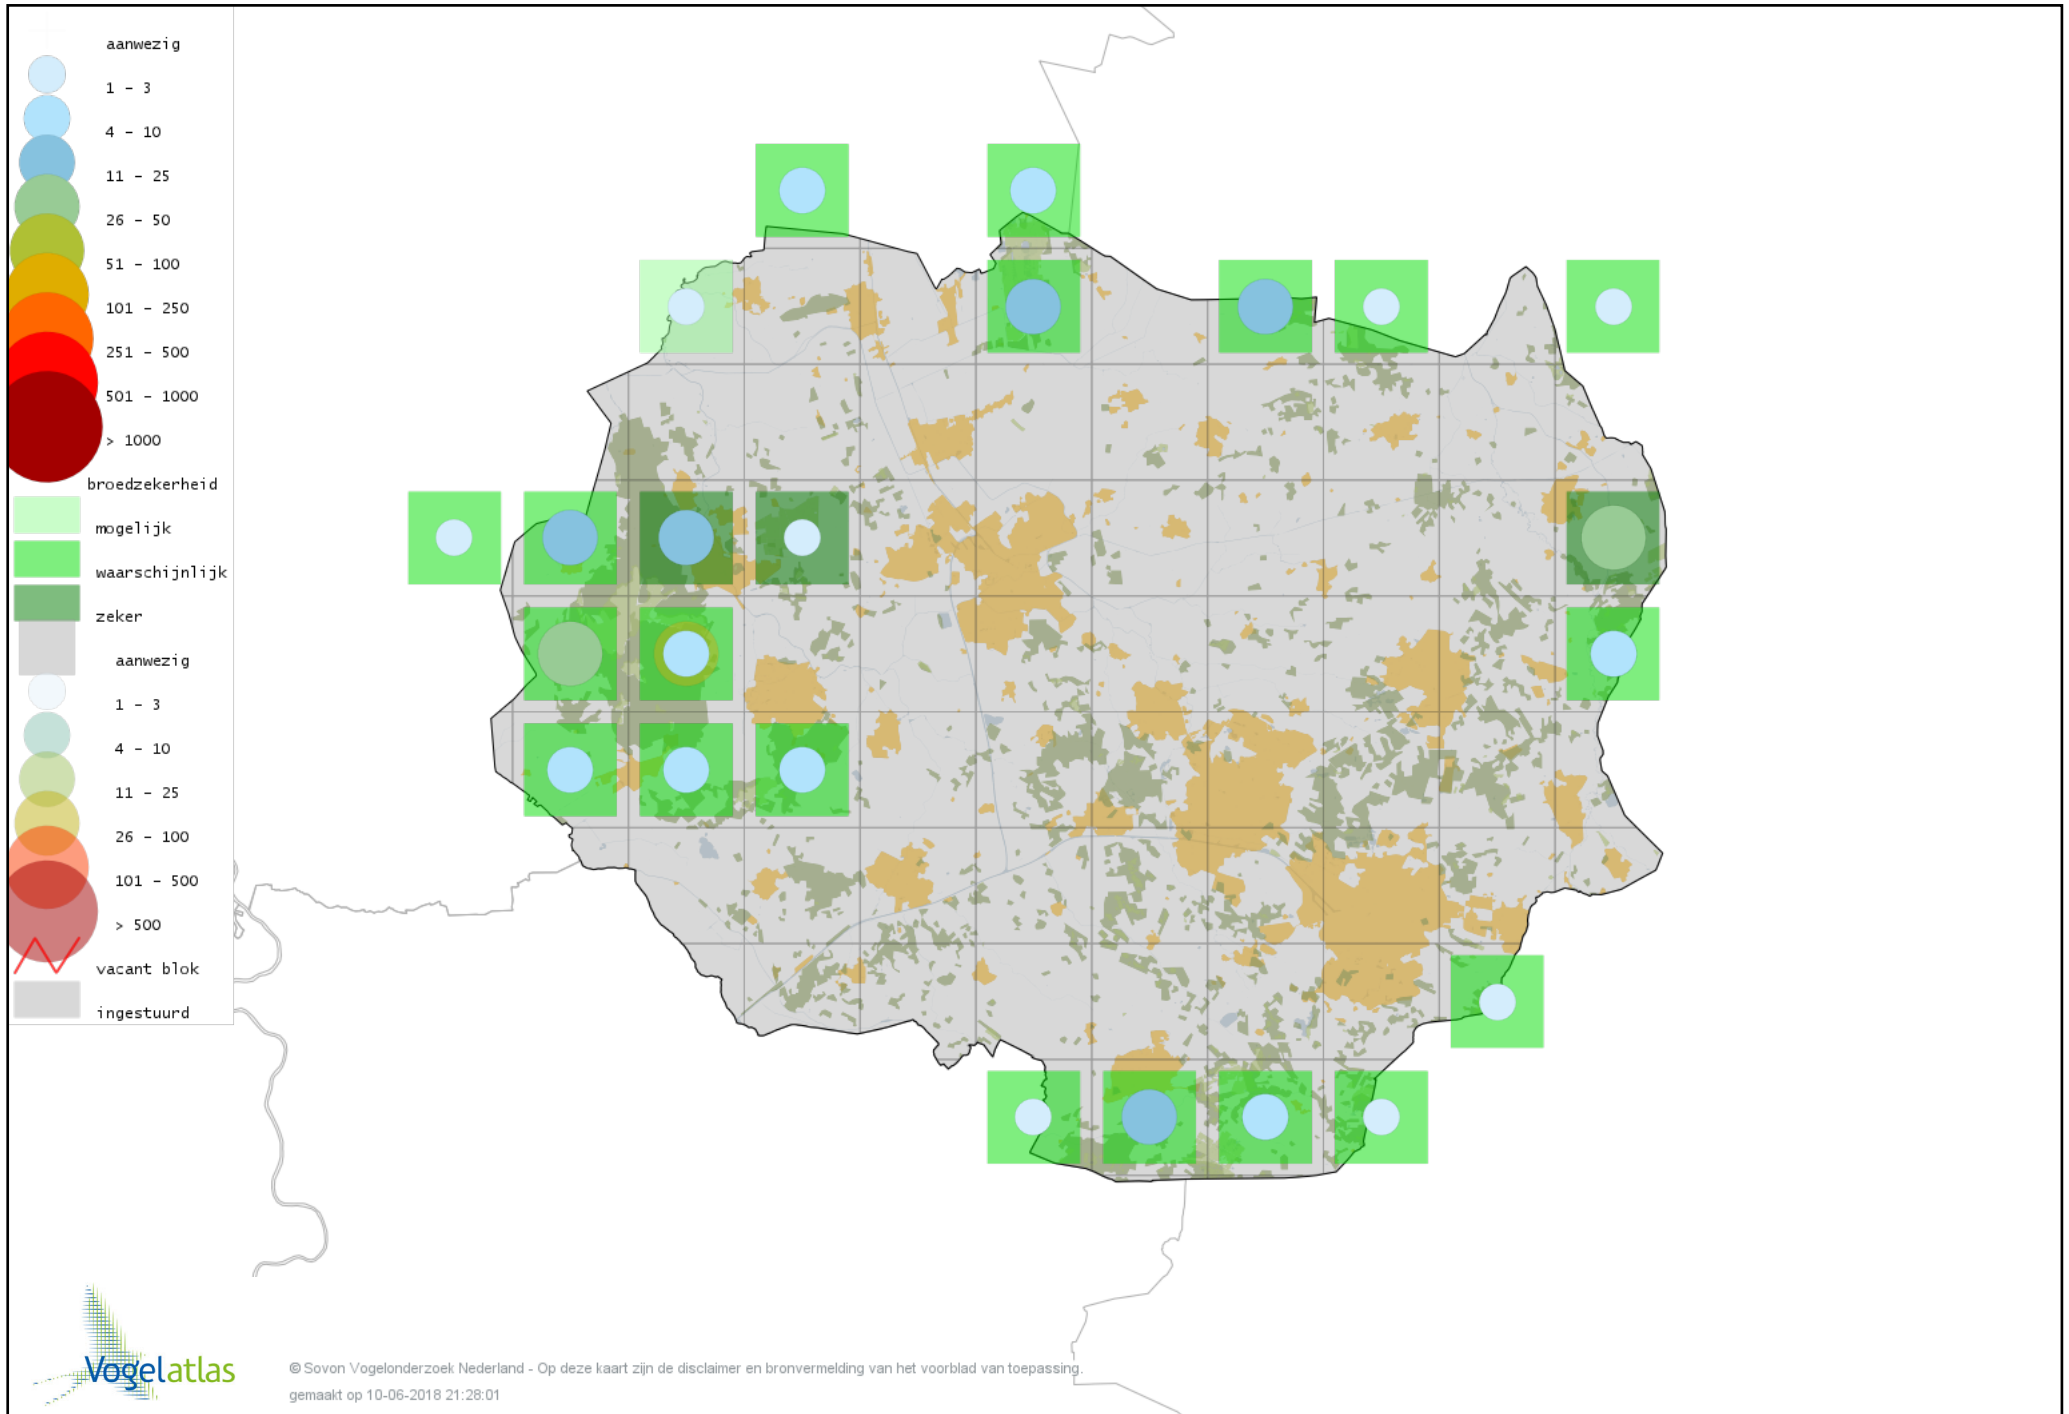 aanwezig
1 - 3
4 - 10
11 - 25
26 - 50
51 - 100
101 - 250
251 - 500
501 - 1000
> 1000
broedzekerheid
mogelijk
waarschijnlijk
zeker
aanwezig
1 - 3
4 - 10
11 - 25
26 - 100
101 - 500
> 500
vacant blok
ingestuurd
Vogelatlas
© Sovon Vogelonderzoek Nederland - Op deze kaart zijn de disclaimer en bronvermelding van het voorblad van toepassing.
gemaakt op 10-06-2018 21:28:01